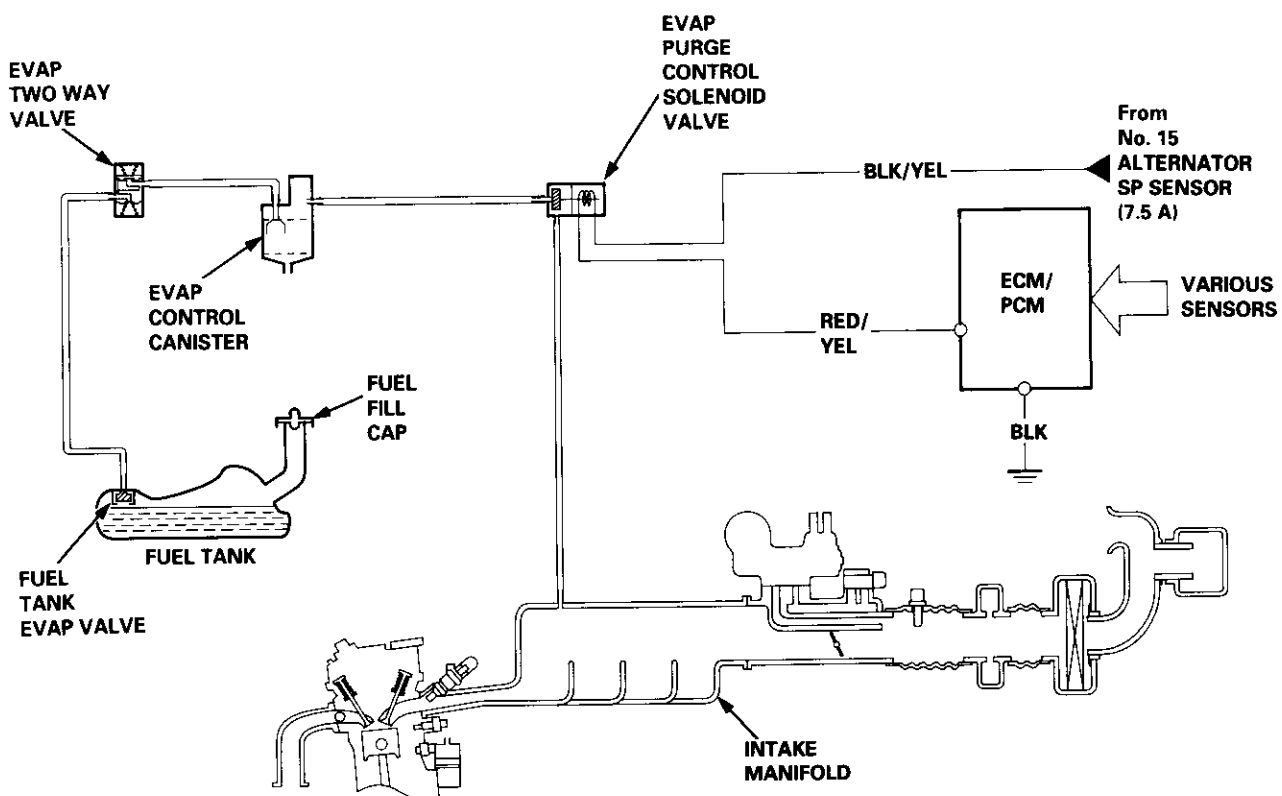 EVAP
PURGE
CONTROL
SOLENOID
VALVE
EVAP
TWO WAY
VALVE
From
No. 15
ALTERNATOR
SP SENSOR
(7.5 A)
BLK/YEL
EVAP
CONTROL
CANISTER
ECM/
PCM
VARIOUS
SENSORS
RED/
YEL
FUEL
FILL
CAP
BLK
FUEL TANK
FUEL
TANK
EVAP VALVE
INTAKE
MANIFOLD